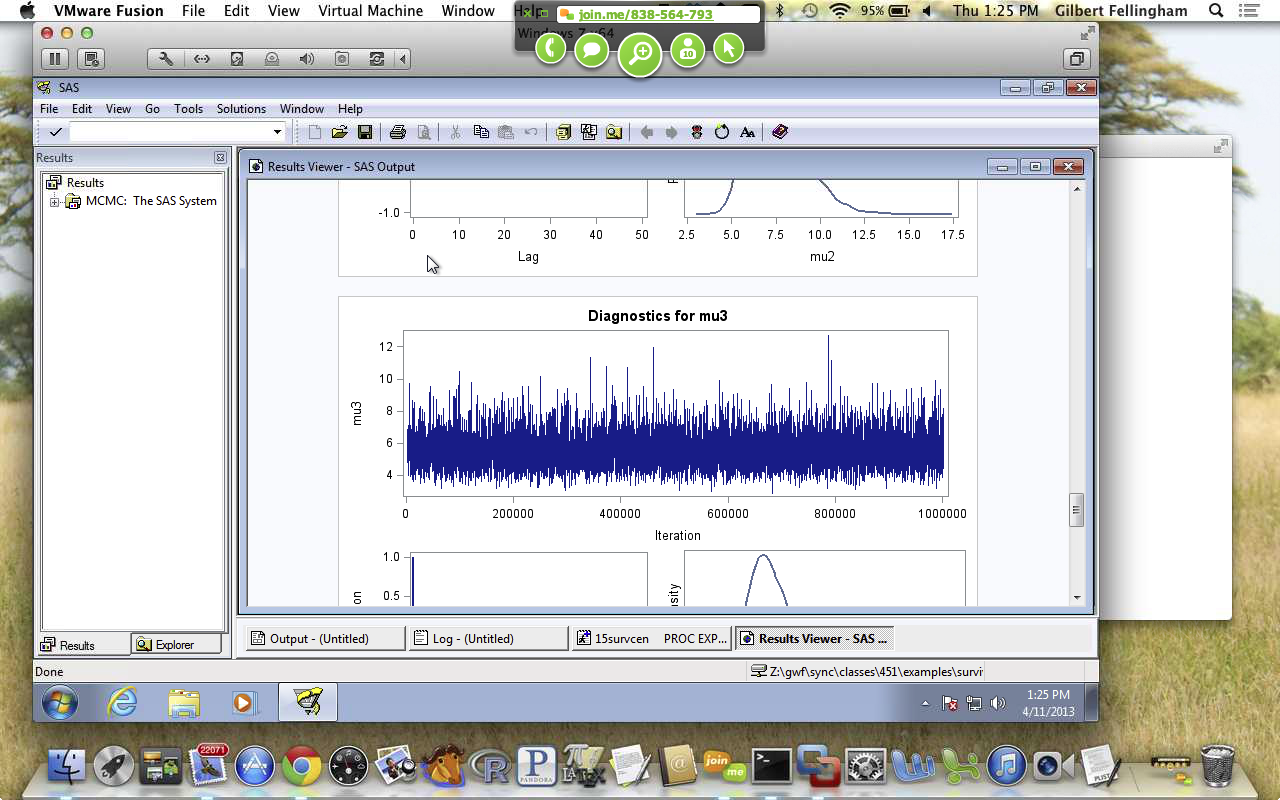 VMware Fusion File Edit View Virtual Machine Window Help 95% Thu 1:25 PM Gilbert Fellingham
join.me/838-564-793
Windows 7 x64
10
SAS
File Edit View Go Tools Solutions Window Help
Results
Results Viewer - SAS Output
Results
MCMC: The SAS System
-1.0
0 10 20 30 40 50
2.5 5.0 7.5 10.0 12.5 15.0 17.5
Lag
mu2
Diagnostics for mu3
12
10
8
6
4
mu3
0 200000 400000 600000 800000 1000000
Iteration
1.0
0.5
on
sity
Results Explorer
Output - (Untitled) Log - (Untitled) 15survcen PROC EXP... Results Viewer - SAS ...
Done
Z:\gwf\sync\classes\451\examples\survi
1:25 PM
4/11/2013
22071
PANDORA
join
me
PLIST